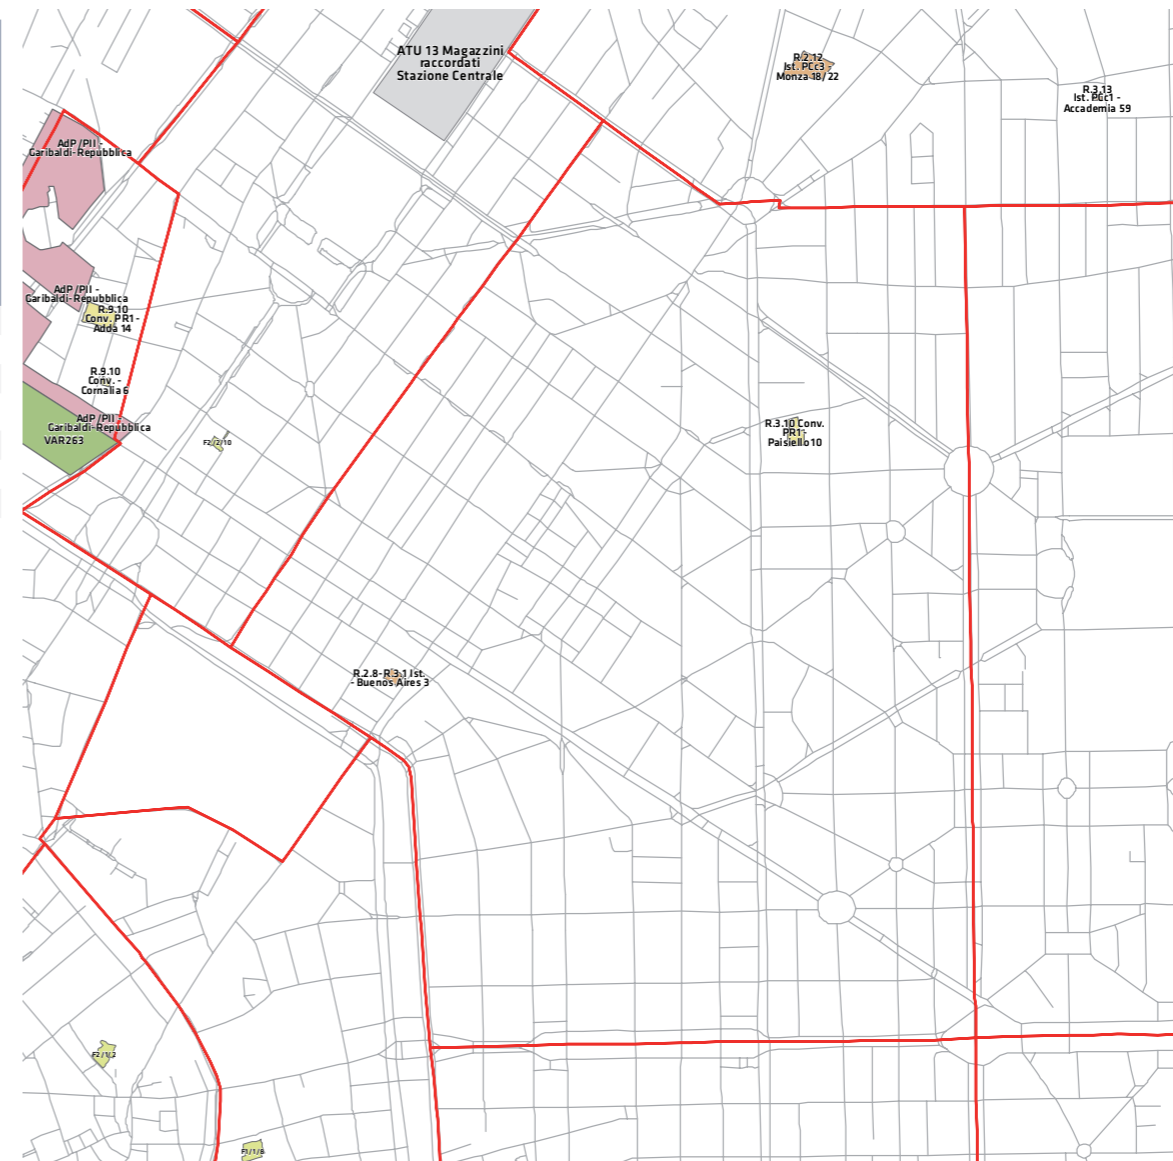 ATU 13 Magazzini
raccordati
Stazione Centrale
R.2.12
Ist. PCc3 -
Monza 18/22
R.3.13
Ist. PCc1 -
Accademia 59
AdP/PII -
Garibaldi-Repubblica
AdP/PII -
Garibaldi-Repubblica
R.9.10
Conv. PR1 -
Adda 14
R.9.10
Conv. -
Cornalia 6
AdP/PII -
Garibaldi-Repubblica
VAR263
F2/2/10
R.3.10 Conv.
PR1 -
Paisiello 10
R.2.8-R.3.1 Ist.
- Buenos Aires 3
F2/1/2
F1/1/8